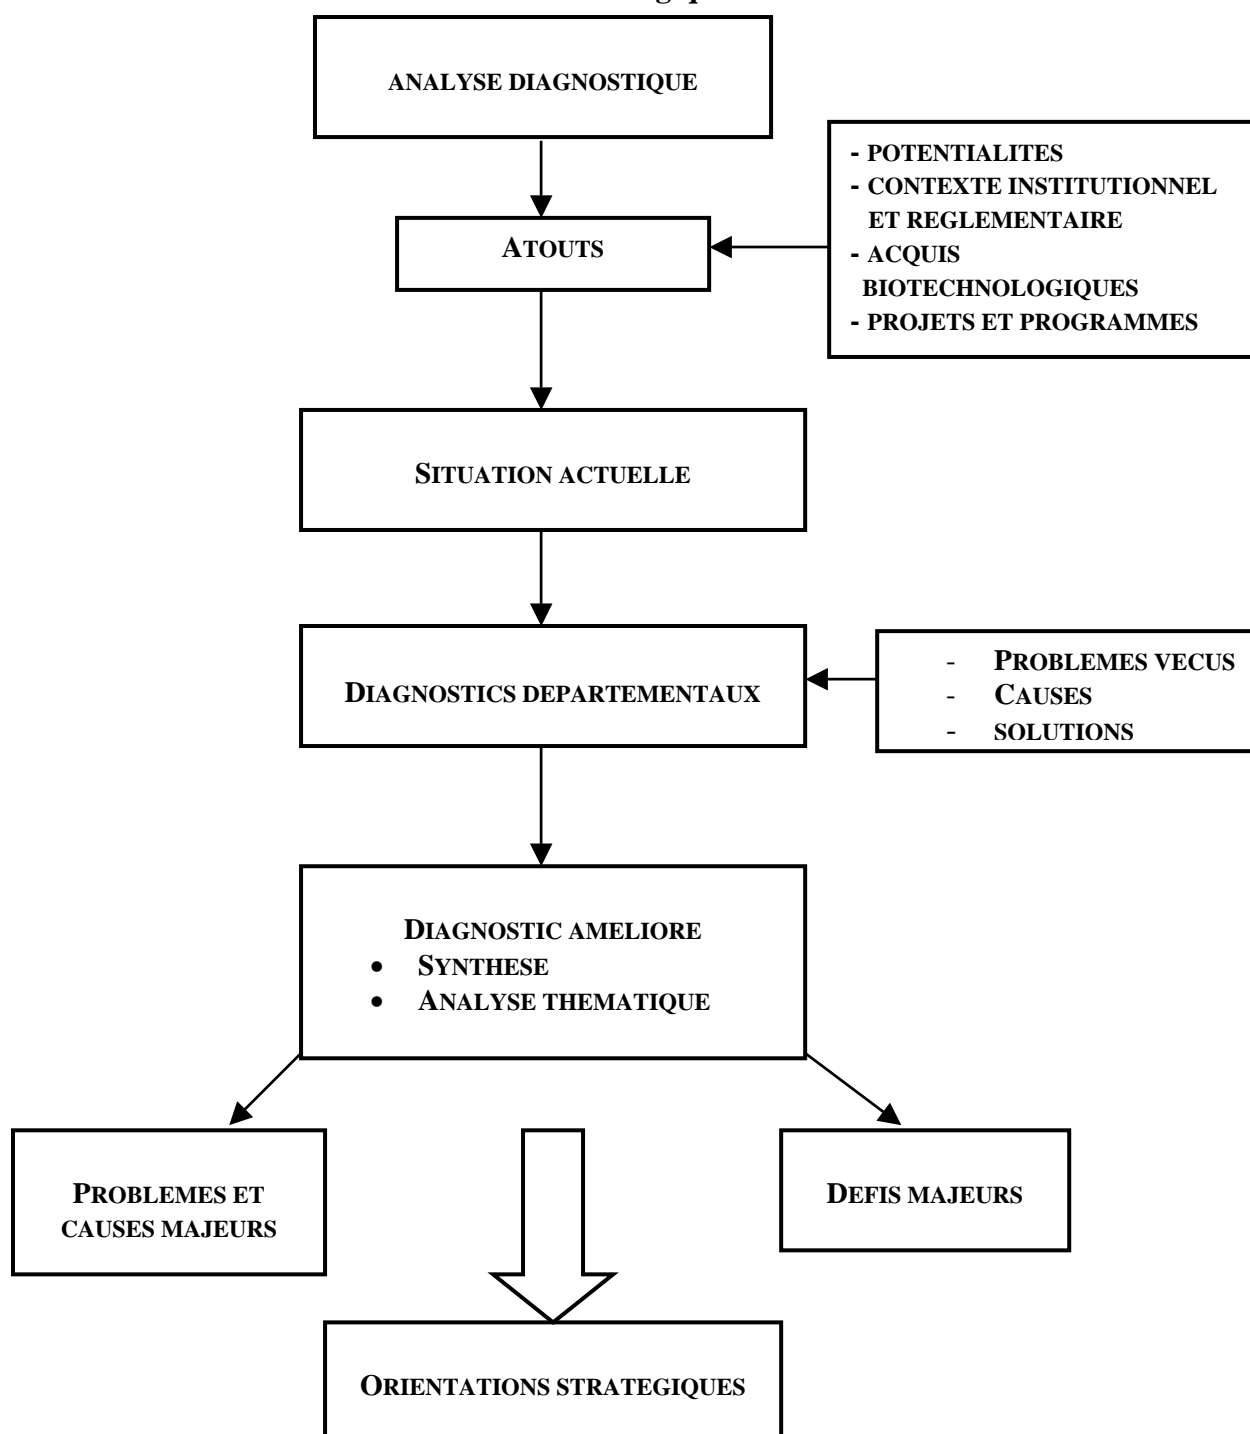 ANALYSE DIAGNOSTIQUE
- POTENTIALITES
- CONTEXTE INSTITUTIONNEL
ET REGLEMENTAIRE
- ACQUIS
BIOTECHNOLOGIQUES
- PROJETS ET PROGRAMMES
ATOUTS
SITUATION ACTUELLE
DIAGNOSTICS DEPARTEMENTAUX
- PROBLEMES VECUS
- CAUSES
- SOLUTIONS
DIAGNOSTIC AMELIORE
• SYNTHESE
• ANALYSE THEMATIQUE
PROBLEMES ET
CAUSES MAJEURS
DEFIS MAJEURS
ORIENTATIONS STRATEGIQUES